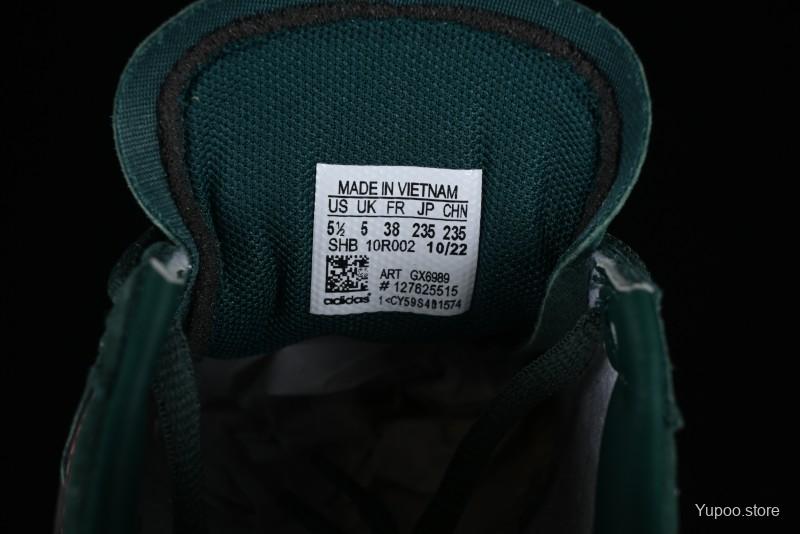 MADE IN VIETNAM
US UK FR JP CHN
5½ 5 38 235 235
SHB 10R002 10/22
ART GX6989
# 127625515
adidas 1<CY59S4B1574
Yupoo.store